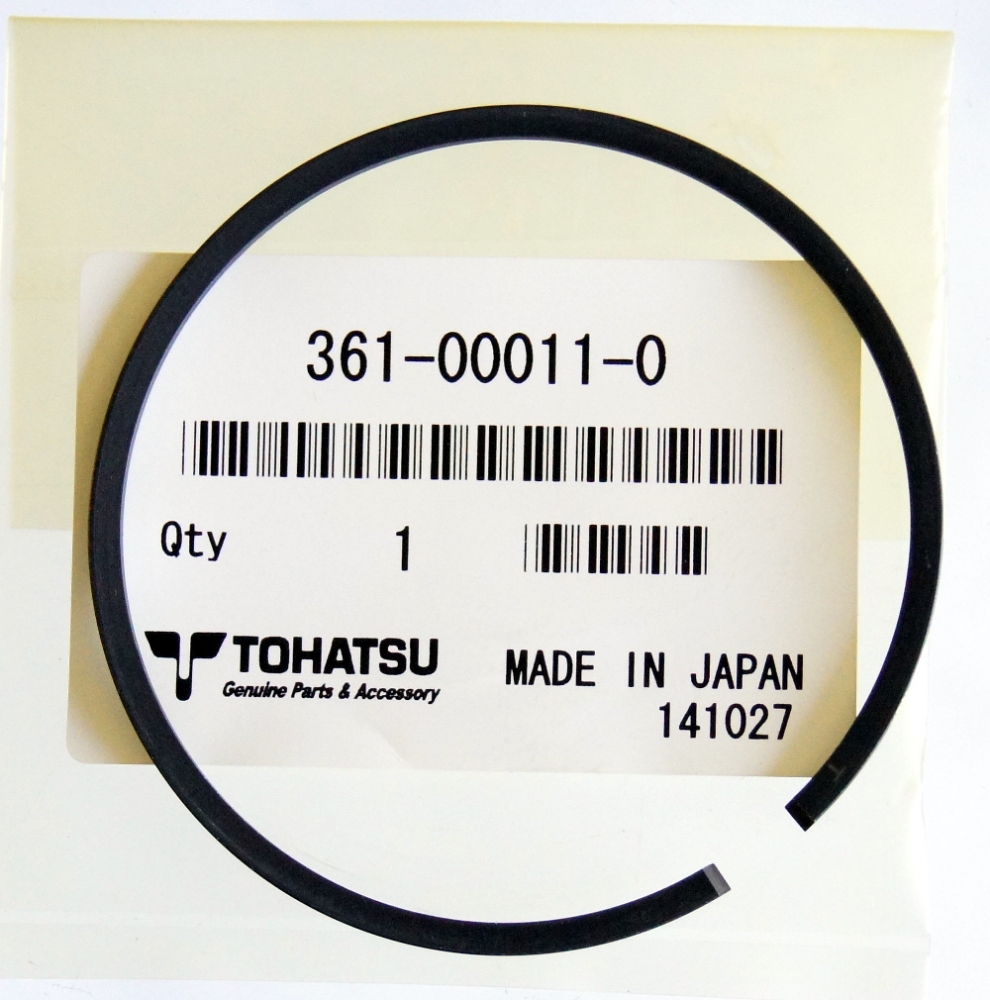 361-00011-0
Qty 1
TOHATSU
Genuine Parts & Accessory
MADE IN JAPAN
141027